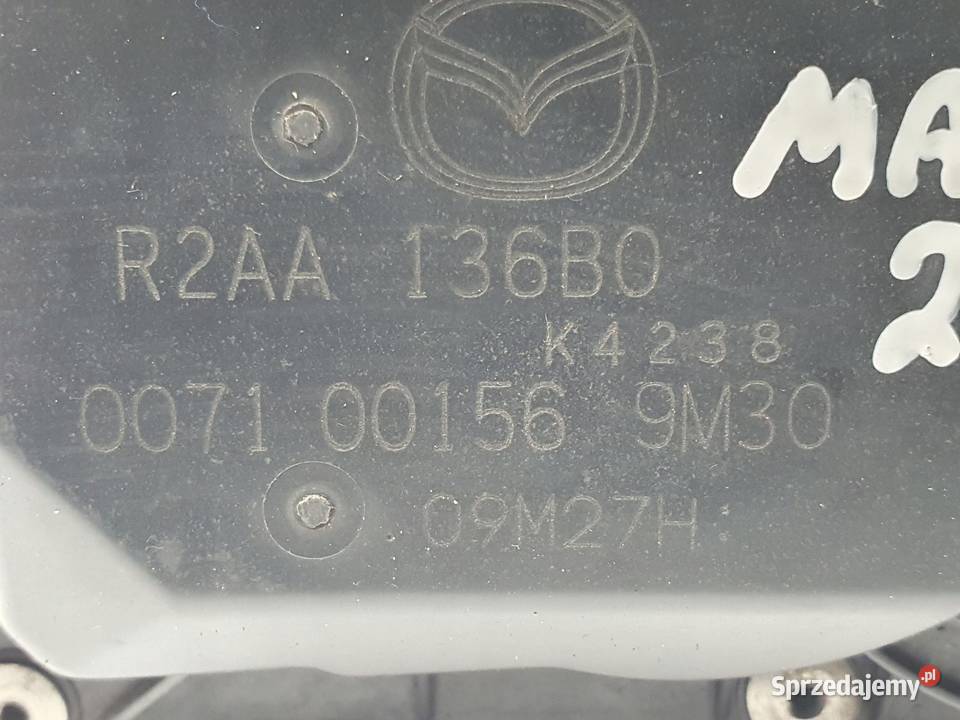 MA
R2AA 136B0
2
K4238
0071 00156 9M30
09M27H
Sprzedajemy.pl